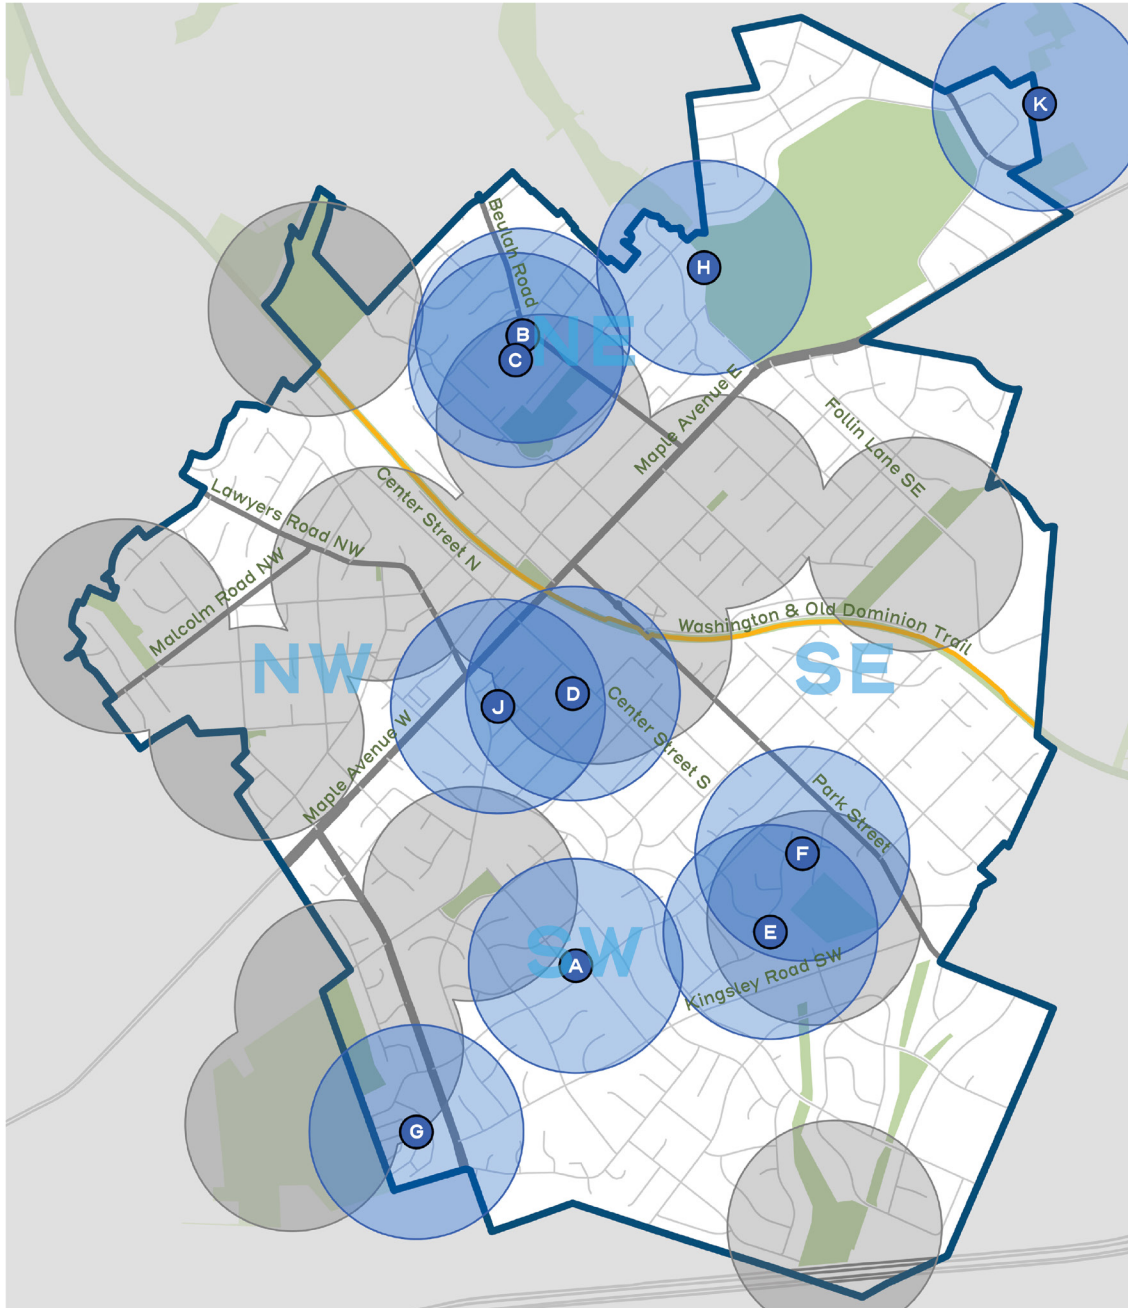 K
Beulah Road
H
B
NE
C
Maple Avenue E
Follin Lane SE
Center Street N
Lawyers Road NW
Malcolm Road NW
Washington & Old Dominion Trail
NW
SE
D
J
Center Street S
Maple Avenue W
Park Street
F
E
SW
A
Kingsley Road SW
G